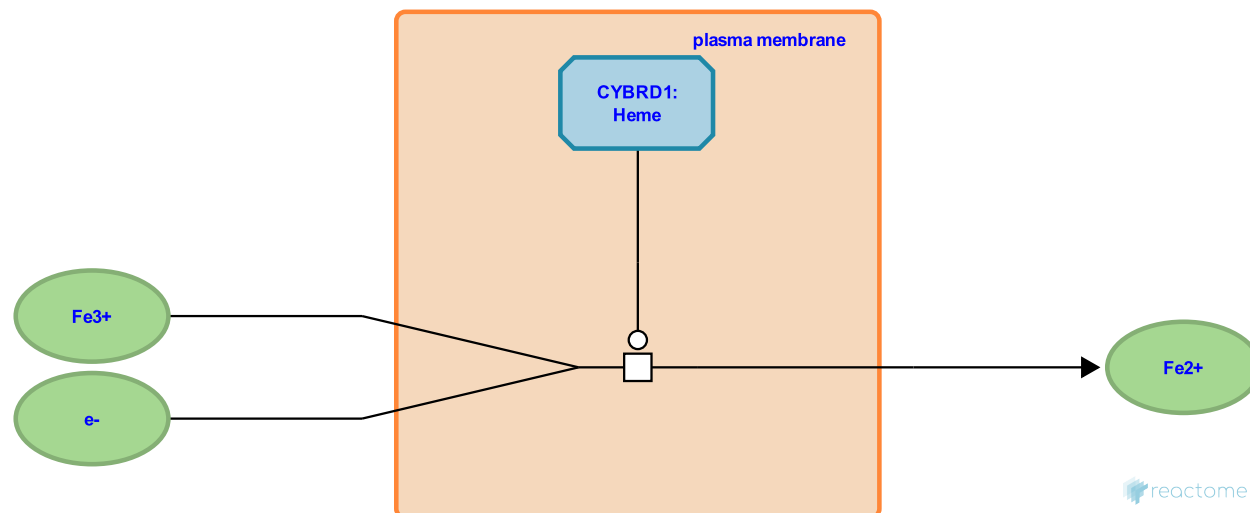 plasma membrane
CYBRD1:
Heme
Fe3+
e-
Fe2+
reactome